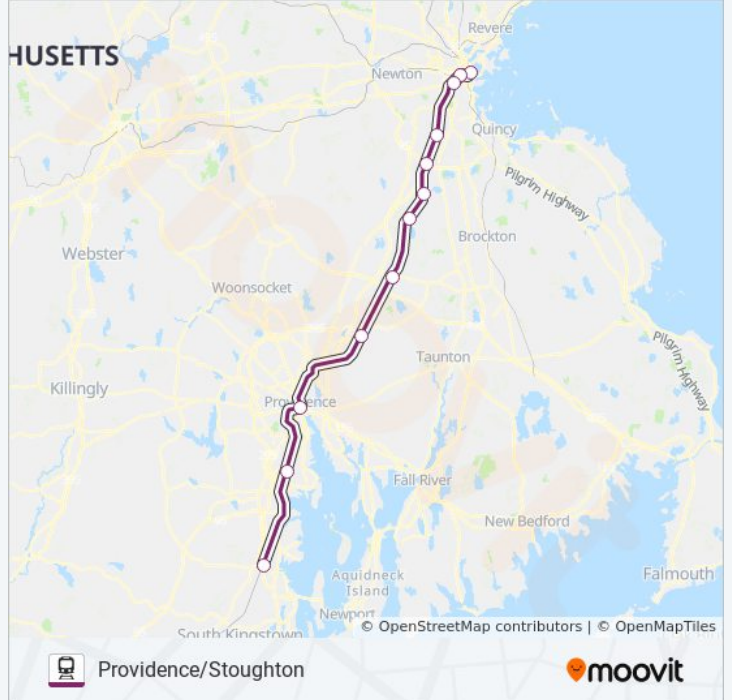 Revere
HUSETTS
Newton
Quincy
Pilgrim Highway
Brockton
Webster
Woonsocket
Pilgrim Highway
Taunton
Killingly
Providence
Fall River
New Bedford
Aquidneck
Island
Falmouth
Newport
South Kingstown
© OpenStreetMap contributors | © OpenMapTiles
Providence/Stoughton
moovit